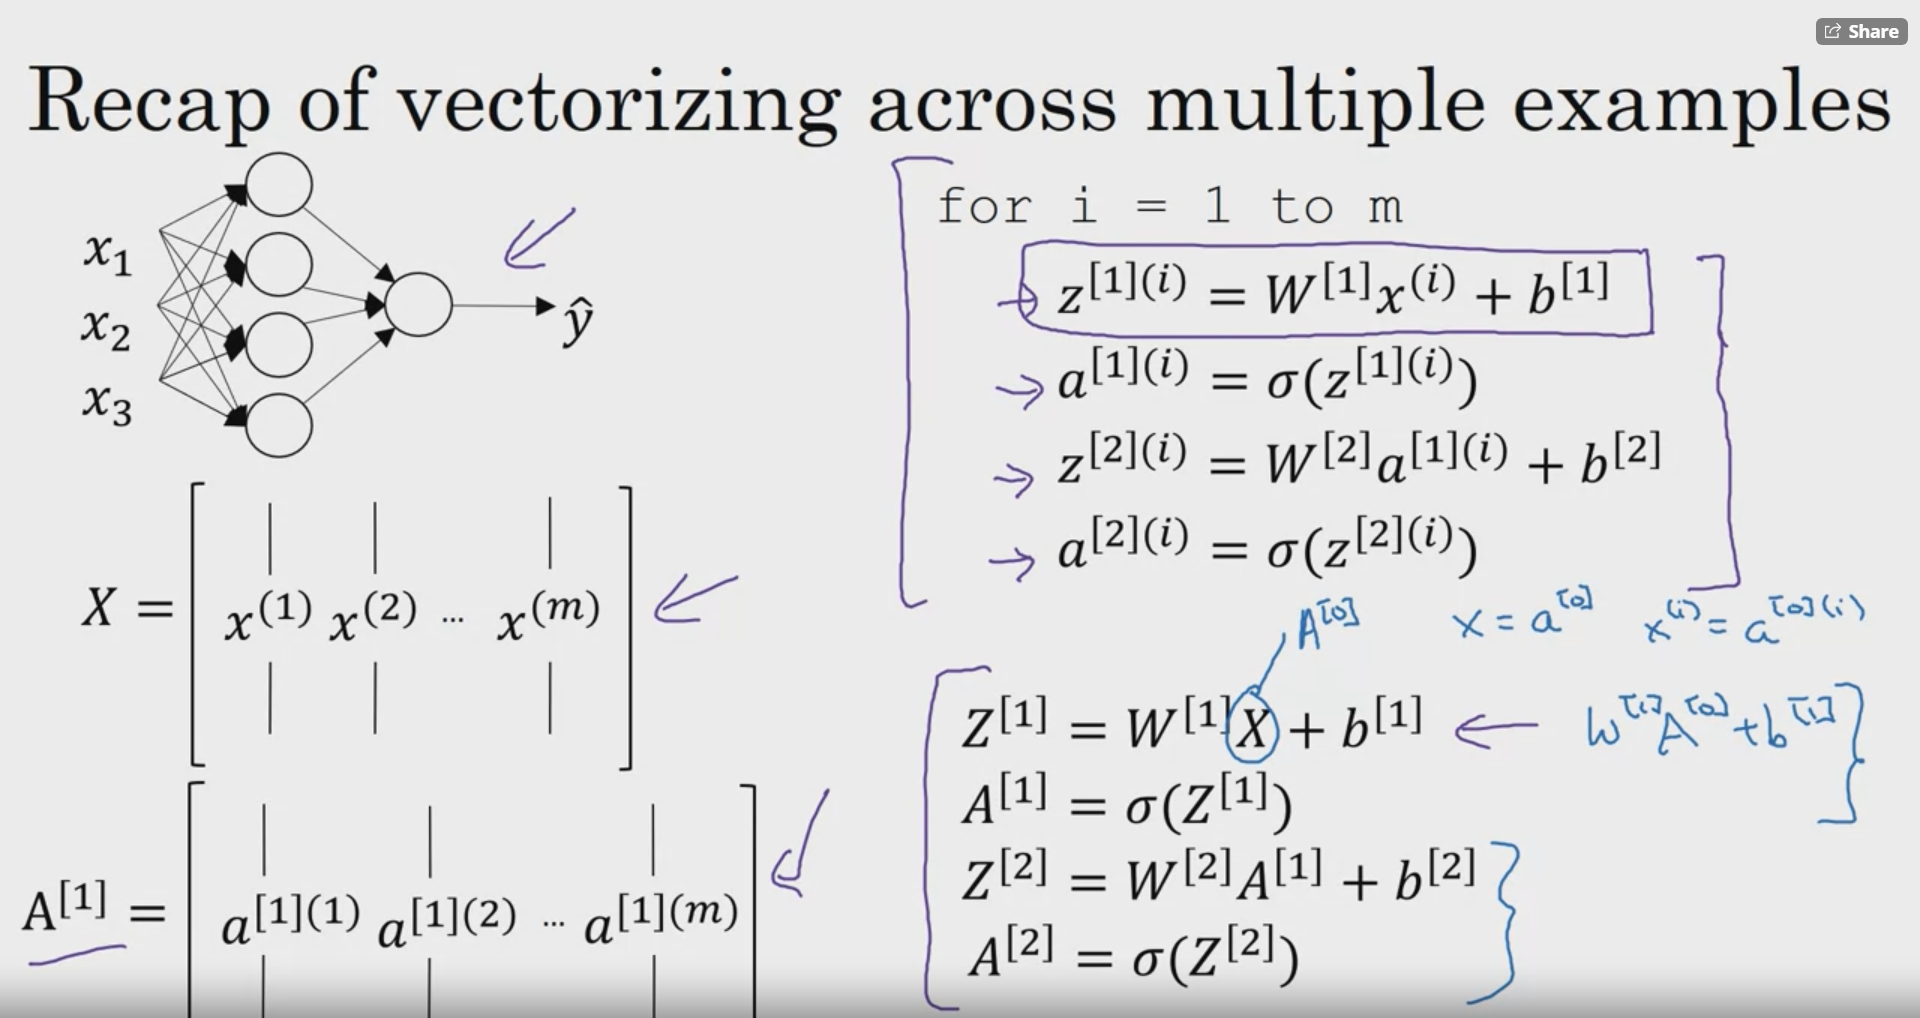 Share
Recap of vectorizing across multiple examples
x₁
x₂
x₃
ŷ
for i = 1 to m
z^[1](i) = W^[1]x^(i) + b^[1]
a^[1](i) = σ(z^[1](i))
z^[2](i) = W^[2]a^[1](i) + b^[2]
a^[2](i) = σ(z^[2](i))
X = [x^(1) x^(2) ... x^(m)]
A^[0] x = a^[0] x^(i) = a^[0](i)
Z^[1] = W^[1]X + b^[1] W^[1]A^[0] + b^[1]
A^[1] = σ(Z^[1])
Z^[2] = W^[2]A^[1] + b^[2]
A^[2] = σ(Z^[2])
A^[1] = [a^[1](1) a^[1](2) ... a^[1](m)]